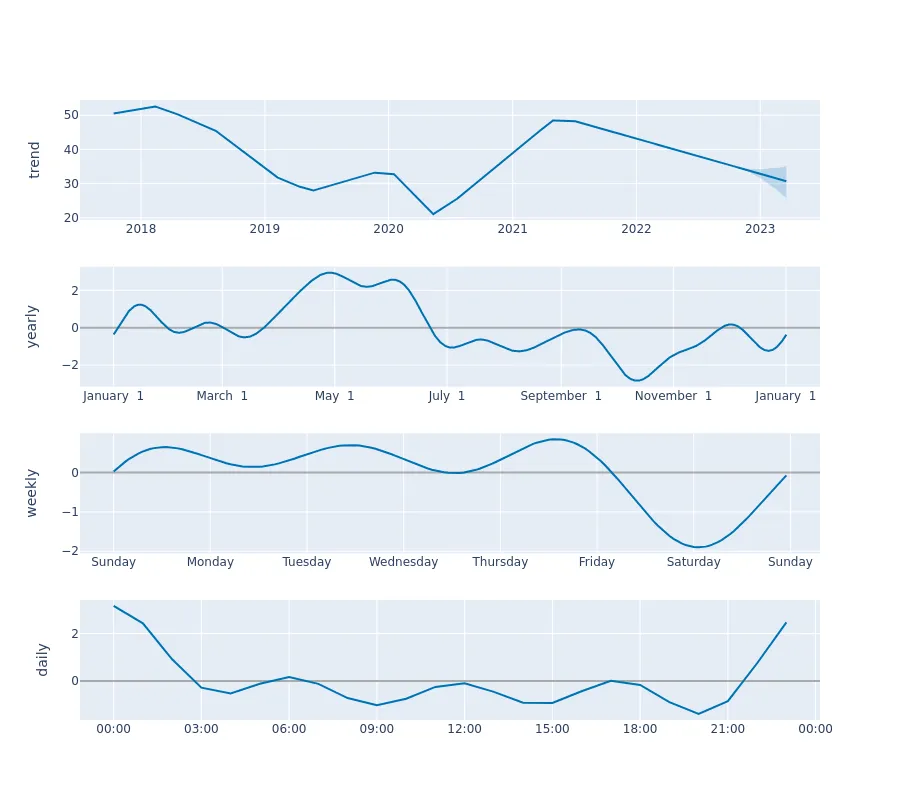 trend
50
40
30
20
2018 2019 2020 2021 2022 2023
yearly
2
0
−2
January 1 March 1 May 1 July 1 September 1 November 1 January 1
weekly
0
−1
−2
Sunday Monday Tuesday Wednesday Thursday Friday Saturday Sunday
daily
2
0
00:00 03:00 06:00 09:00 12:00 15:00 18:00 21:00 00:00